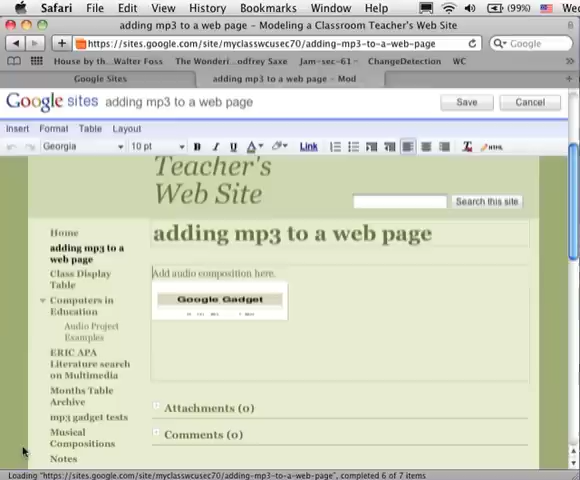 Safari File Edit View History Bookmarks Window Help (99%) Wed
adding mp3 to a web page - Modeling a Classroom Teacher's Web Site
https://sites.google.com/site/myclasswcusec70/adding-mp3-to-a-web-page Google
House by th...Walter Foss The Wonderi...odfrey Saxe Jam-sec-61 ChangeDetection WC
Google Sites adding mp3 to a web page - Mod
Google sites adding mp3 to a web page Save Cancel
Insert Format Table Layout
Georgia 10 pt B I U A Link HTML
Teacher's
Web Site
Search this site
Home
adding mp3 to a web page
adding mp3 to a
web page
Add audio composition here.
Class Display
Table
Google Gadget
Computers in
Education
Audio Project
Examples
ERIC APA
Literature search
on Multimedia
Months Table
Archive
mp3 gadget tests
Musical
Compositions
Notes
Attachments (0)
Comments (0)
Loading "https://sites.google.com/site/myclasswcusec70/adding-mp3-to-a-web-page", completed 6 of 7 items